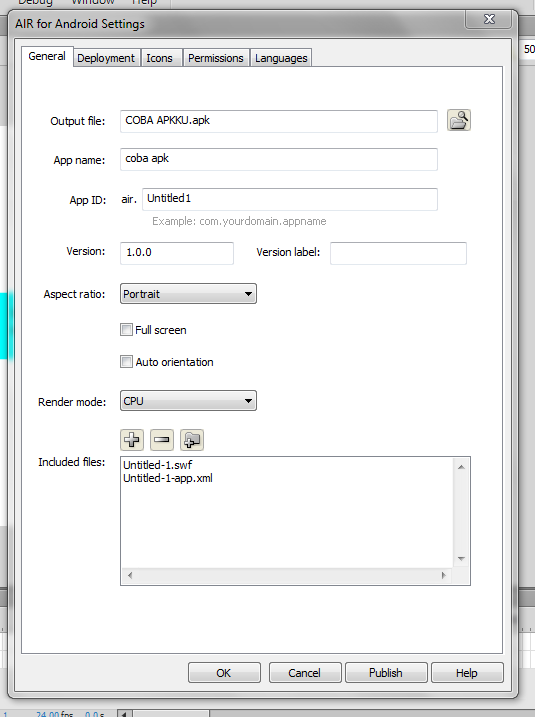 Debug Window Help
AIR for Android Settings
50
General Deployment Icons Permissions Languages
Output file: COBA APKKU.apk
App name: coba apk
App ID: air. Untitled1
Example: com.yourdomain.appname
Version: 1.0.0 Version label:
Aspect ratio: Portrait
Full screen
Auto orientation
Render mode: CPU
Included files:
Untitled-1.swf
Untitled-1-app.xml
OK Cancel Publish Help
1 24.00 fps 0.0 s